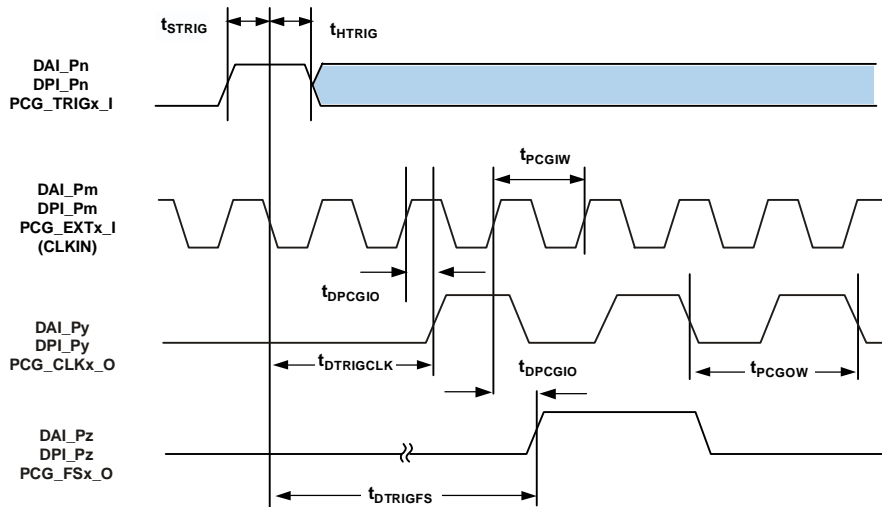 tSTRIG
tHTRIG
DAI_Pn
DPI_Pn
PCG_TRIGx_I
tPCGIW
DAI_Pm
DPI_Pm
PCG_EXTx_I
(CLKIN)
tDPCGIO
DAI_Py
DPI_Py
PCG_CLKx_O
tDTRIGCLK
tDPCGIO
tPCGOW
DAI_Pz
DPI_Pz
PCG_FSx_O
tDTRIGFS